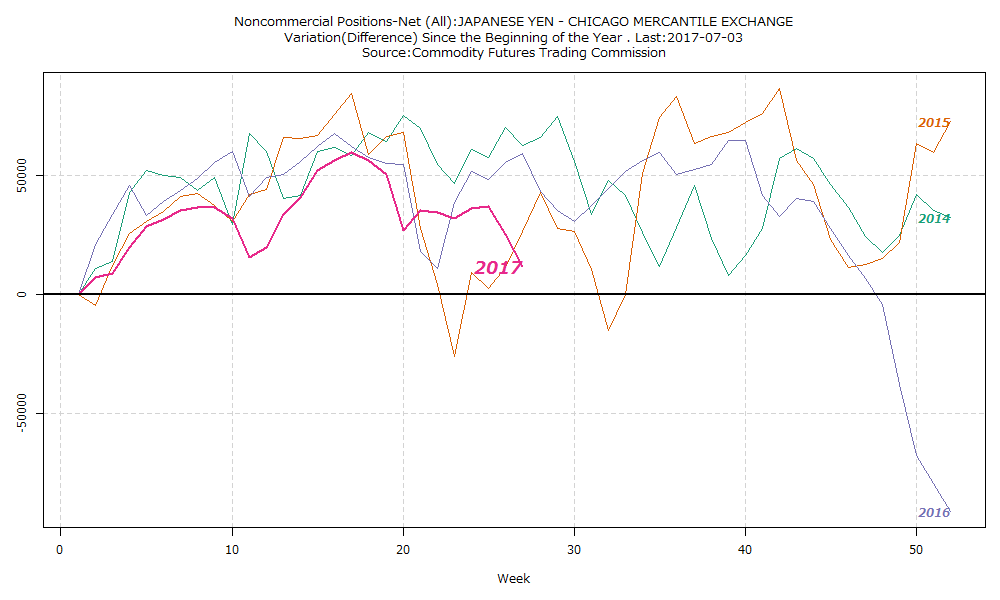 Noncommercial Positions-Net (All):JAPANESE YEN - CHICAGO MERCANTILE EXCHANGE
Variation(Difference) Since the Beginning of the Year . Last:2017-07-03
Source:Commodity Futures Trading Commission
2015
50000
2014
2017
0
-50000
2016
0 10 20 30 40 50
Week